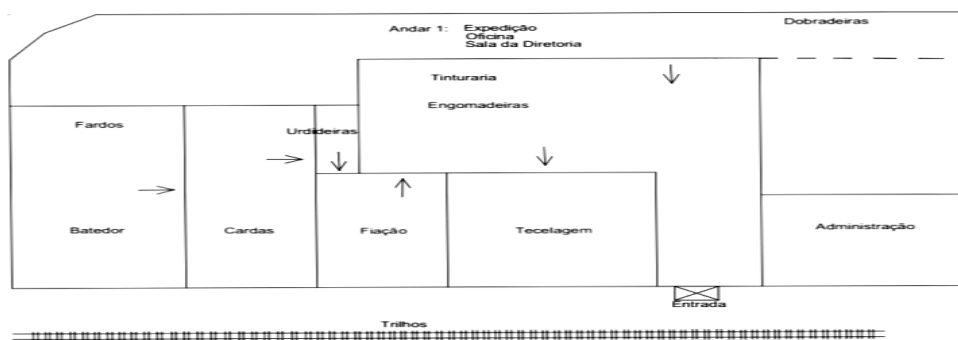 Dobradeiras
Andar 1: Expedição
Oficina
Sala da Diretoria
Tinturaria
Engomadeiras
Fardos
Urdideiras
Batedor
Cardas
Fiação
Tecelagem
Administração
Entrada
Trilhos